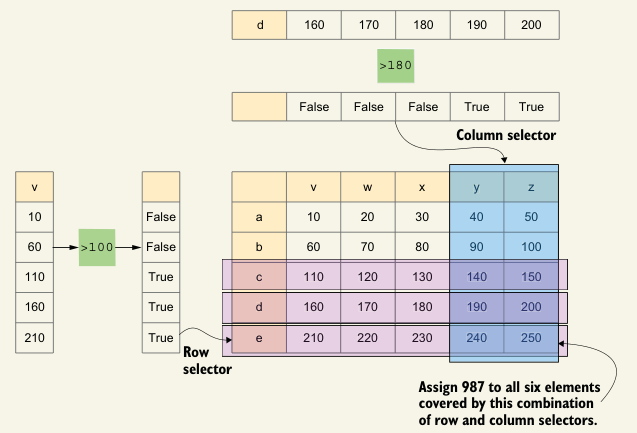 d 160 170 180 190 200
>180
False False False True True
Column selector
v
10
60
110
160
210
>100
False
False
True
True
True
Row
selector
v w x y z
a 10 20 30 40 50
b 60 70 80 90 100
c 110 120 130 140 150
d 160 170 180 190 200
e 210 220 230 240 250
Assign 987 to all six elements
covered by this combination
of row and column selectors.